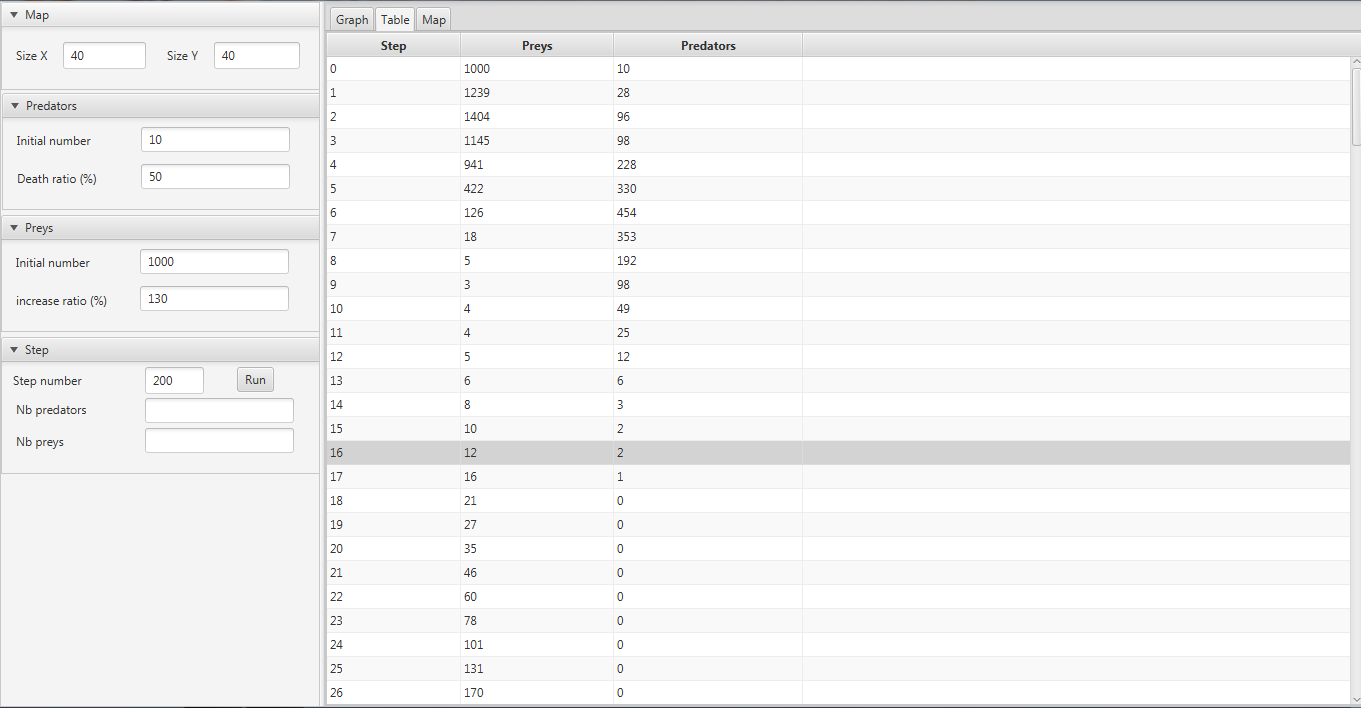 Map
Size X 40 Size Y 40
Predators
Initial number 10
Death ratio (%) 50
Preys
Initial number 1000
increase ratio (%) 130
Step
Step number 200 Run
Nb predators
Nb preys
Graph Table Map
Step Preys Predators
0 1000 10
1 1239 28
2 1404 96
3 1145 98
4 941 228
5 422 330
6 126 454
7 18 353
8 5 192
9 3 98
10 4 49
11 4 25
12 5 12
13 6 6
14 8 3
15 10 2
16 12 2
17 16 1
18 21 0
19 27 0
20 35 0
21 46 0
22 60 0
23 78 0
24 101 0
25 131 0
26 170 0